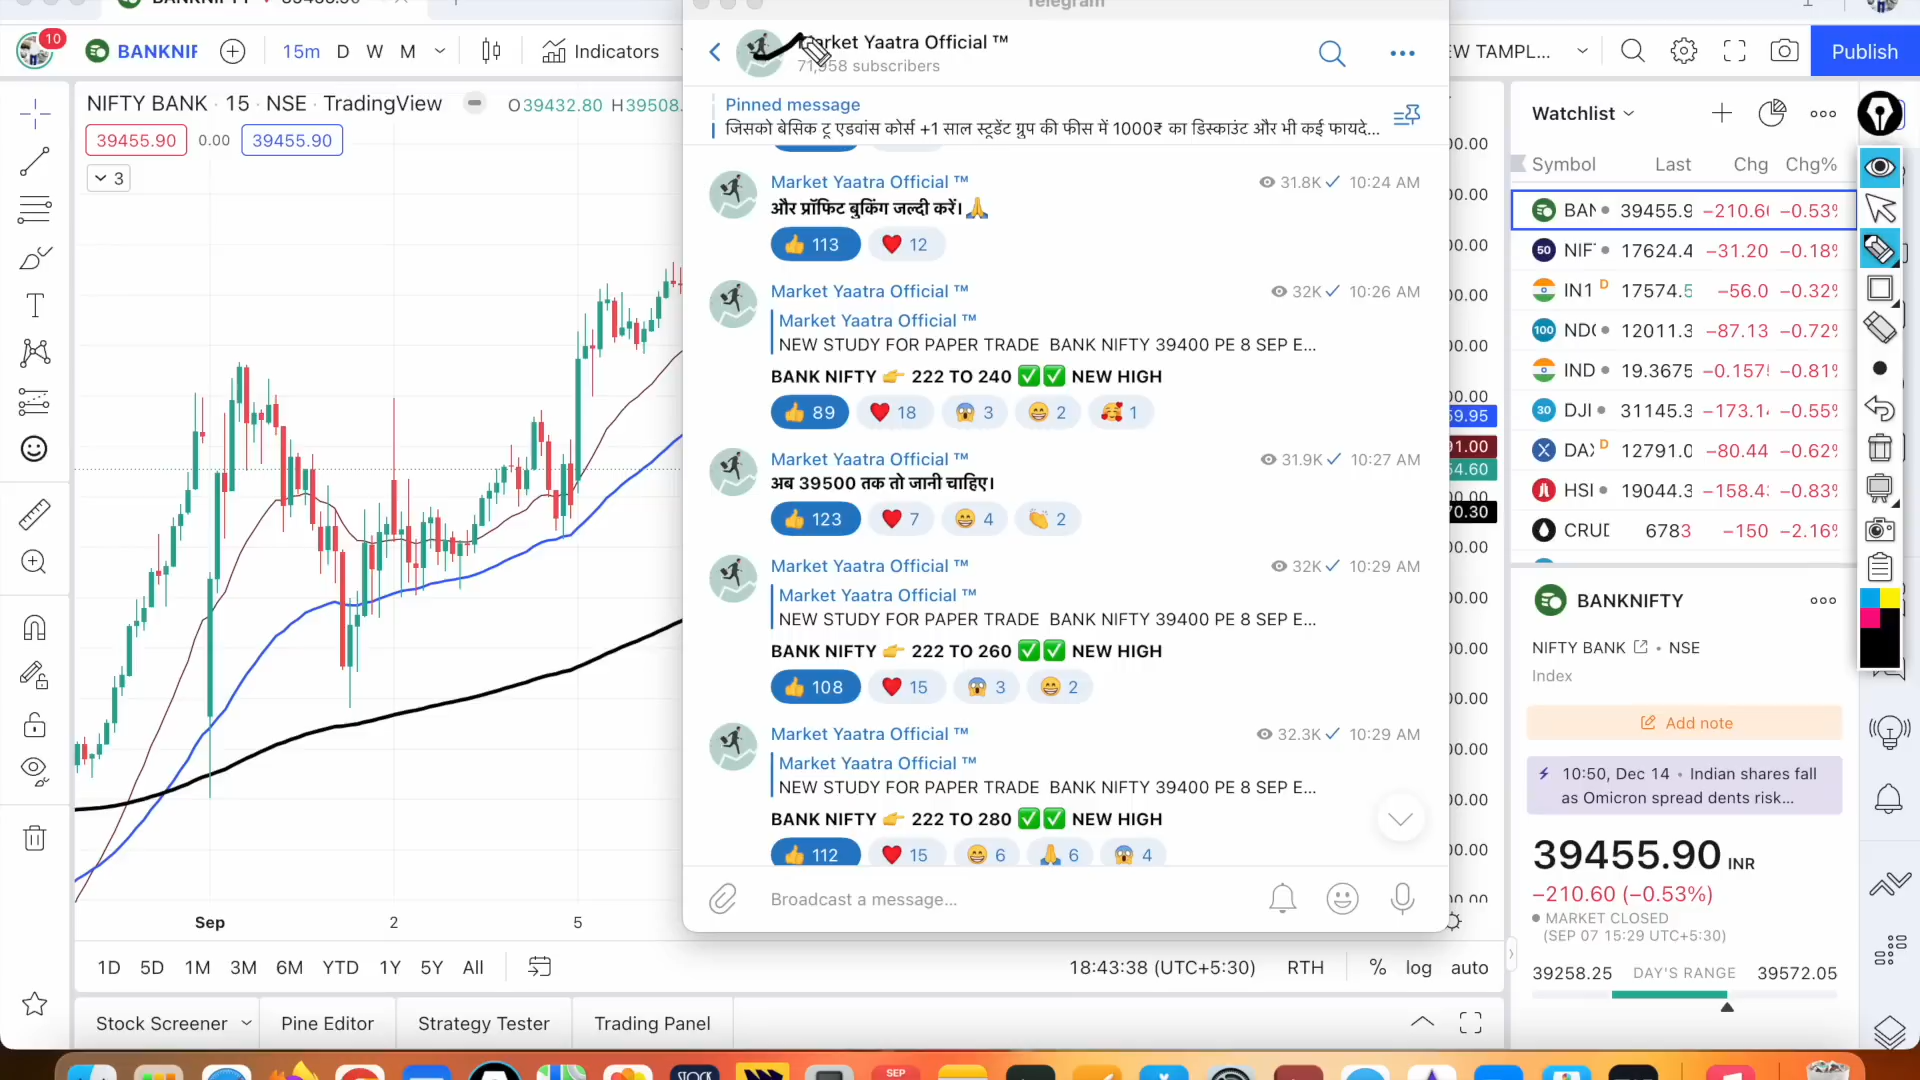 10
BANKNIF
15m D W M
Indicators
Publish
NIFTY BANK · 15 · NSE · TradingView
O39432.80 H39508.
39455.90 0.00 39455.90
3
Sep 2 5
1D 5D 1M 3M 6M YTD 1Y 5Y All
18:43:38 (UTC+5:30) RTH % log auto
Stock Screener Pine Editor Strategy Tester Trading Panel
Telegram
Market Yaatra Official ™
71,958 subscribers
Pinned message
जिसको बेसिक टू एडवांस कोर्स +1 साल स्टूडेंट ग्रुप की फीस में 1000₹ का डिस्काउंट और भी कई फायदे...
Market Yaatra Official ™ 31.8K 10:24 AM
और प्रॉफिट बुकिंग जल्दी करें।🙏
👍 113 ❤️ 12
Market Yaatra Official ™ 32K 10:26 AM
Market Yaatra Official ™
NEW STUDY FOR PAPER TRADE BANK NIFTY 39400 PE 8 SEP E...
BANK NIFTY 👉 222 TO 240 ✅✅ NEW HIGH
👍 89 ❤️ 18 😱 3 😁 2 🥰 1
Market Yaatra Official ™ 31.9K 10:27 AM
अब 39500 तक तो जानी चाहिए।
👍 123 ❤️ 7 😁 4 👏 2
Market Yaatra Official ™ 32K 10:29 AM
Market Yaatra Official ™
NEW STUDY FOR PAPER TRADE BANK NIFTY 39400 PE 8 SEP E...
BANK NIFTY 👉 222 TO 260 ✅✅ NEW HIGH
👍 108 ❤️ 15 😱 3 😁 2
Market Yaatra Official ™ 32.3K 10:29 AM
Market Yaatra Official ™
NEW STUDY FOR PAPER TRADE BANK NIFTY 39400 PE 8 SEP E...
BANK NIFTY 👉 222 TO 280 ✅✅ NEW HIGH
👍 112 ❤️ 15 😁 6 🙏 6 😱 4
Broadcast a message...
Watchlist
Symbol Last Chg Chg%
BAN 39455.9 −210.6 −0.53%
NIF 17624.4 −31.20 −0.18%
IN1 D 17574.5 −56.0 −0.32%
NDQ 12011.3 −87.13 −0.72%
IND 19.3675 −0.157 −0.81%
DJI 31145.3 −173.1 −0.55%
DAX D 12791.0 −80.44 −0.62%
HSI 19044.3 −158.4 −0.83%
CRUD 6783 −150 −2.16%
BANKNIFTY
NIFTY BANK • NSE
Index
Add note
10:50, Dec 14 • Indian shares fall
as Omicron spread dents risk...
39455.90 INR
−210.60 (−0.53%)
MARKET CLOSED
(SEP 07 15:29 UTC+5:30)
39258.25 DAY'S RANGE 39572.05
STOCK
SEP